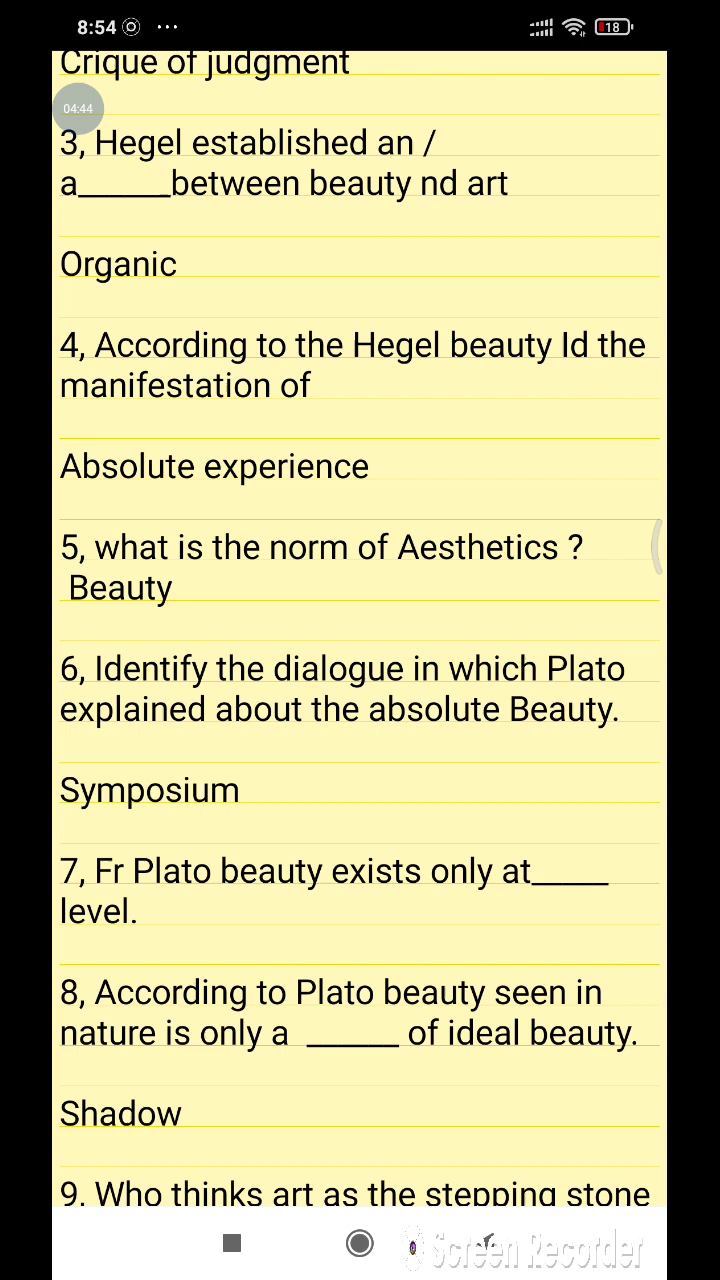 8:54
18
Crique of judgment
04:44
3, Hegel established an /
a______between beauty nd art
Organic
4, According to the Hegel beauty Id the
manifestation of
Absolute experience
5, what is the norm of Aesthetics ?
Beauty
6, Identify the dialogue in which Plato
explained about the absolute Beauty.
Symposium
7, Fr Plato beauty exists only at_____
level.
8, According to Plato beauty seen in
nature is only a ______ of ideal beauty.
Shadow
9. Who thinks art as the stepping stone
Screen Recorder